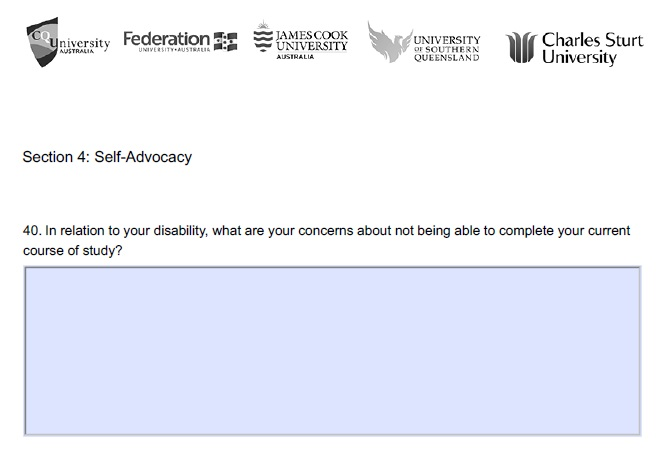 CQUniversity
AUSTRALIA
Federation
UNIVERSITY • AUSTRALIA
JAMES COOK
UNIVERSITY
AUSTRALIA
UNIVERSITY
OF SOUTHERN
QUEENSLAND
Charles Sturt
University
Section 4: Self-Advocacy
40. In relation to your disability, what are your concerns about not being able to complete your current
course of study?